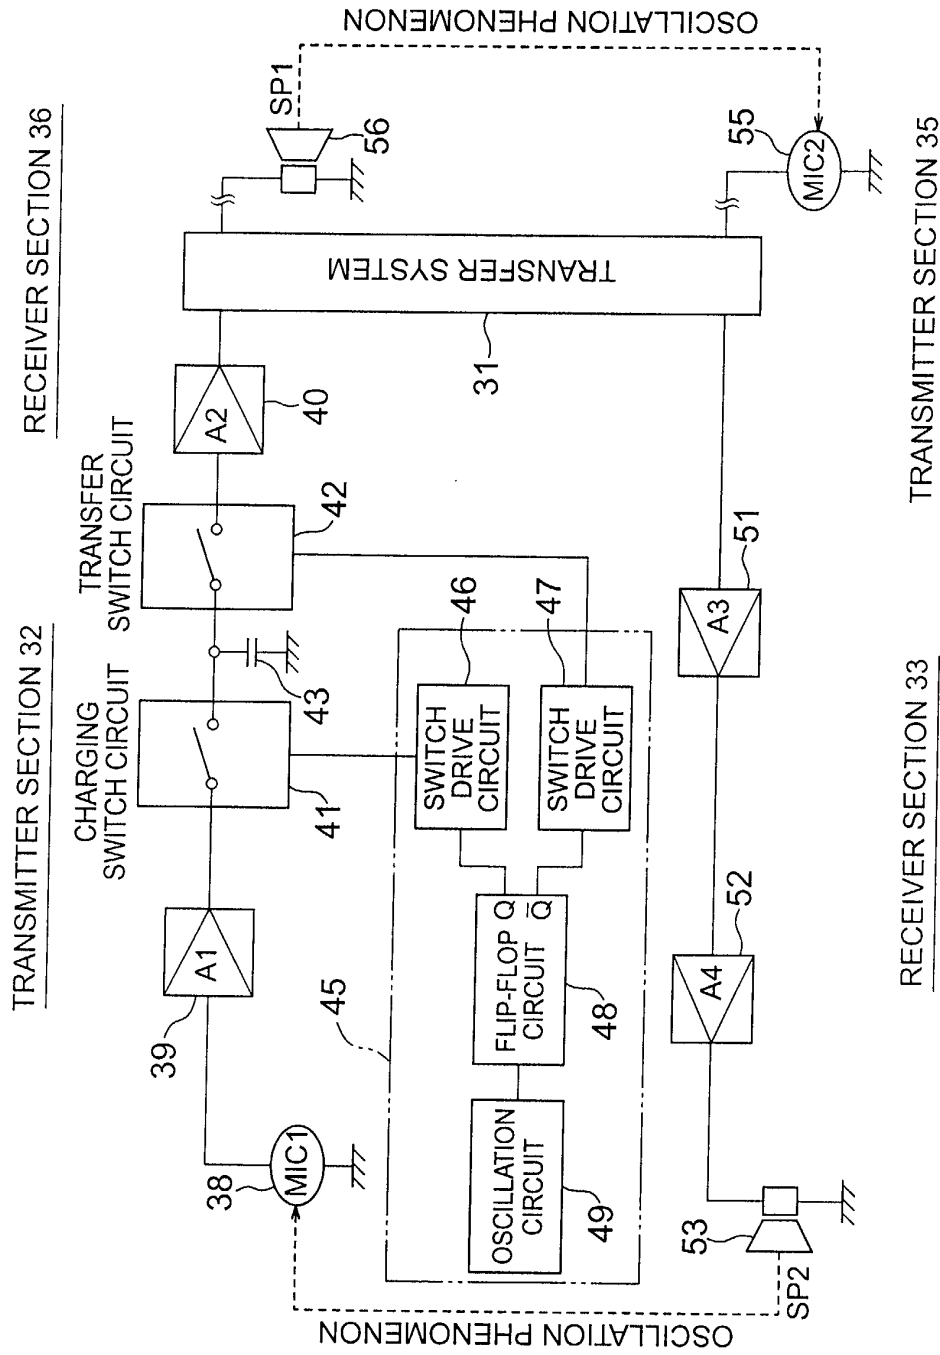 TRANSMITTER SECTION 32
RECEIVER SECTION 36
CHARGING
SWITCH CIRCUIT
TRANSFER
SWITCH CIRCUIT
39
A1
41
43
42
A2
40
SP1
56
38
MIC1
45
46
SWITCH
DRIVE
CIRCUIT
47
SWITCH
DRIVE
CIRCUIT
FLIP-FLOP
CIRCUIT
Q
Q̅
48
OSCILLATION
CIRCUIT
49
31
TRANSFER SYSTEM
OSCILLATION PHENOMENON
OSCILLATION PHENOMENON
53
SP2
A4
52
A3
51
55
MIC2
RECEIVER SECTION 33
TRANSMITTER SECTION 35